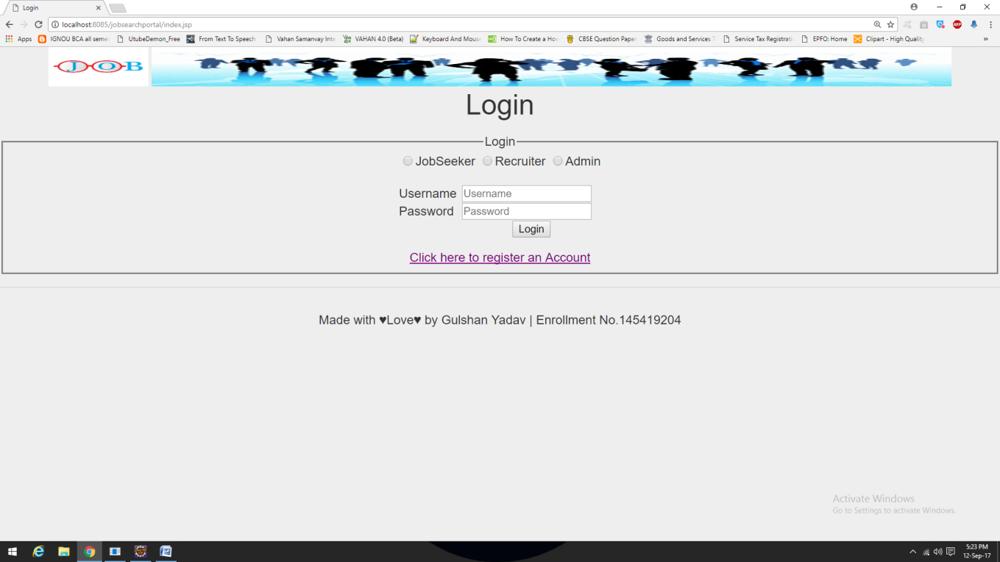 Login
localhost:8085/jobsearchportal/index.jsp
Apps IGNOU BCA all seme: UtubeDemon_Free From Text To Speech Vahan Samanvay Inte VAHAN 4.0 (Beta) Keyboard And Mouse How To Create a Hov CBSE Question Paper Goods and Services T Service Tax Registrati EPFO: Home Clipart - High Quality »
JOB
Login
Login
JobSeeker Recruiter Admin
Username Username
Password Password
Login
Click here to register an Account
Made with ♥Love♥ by Gulshan Yadav | Enrollment No.145419204
Activate Windows
Go to Settings to activate Windows.
5:23 PM
12-Sep-17